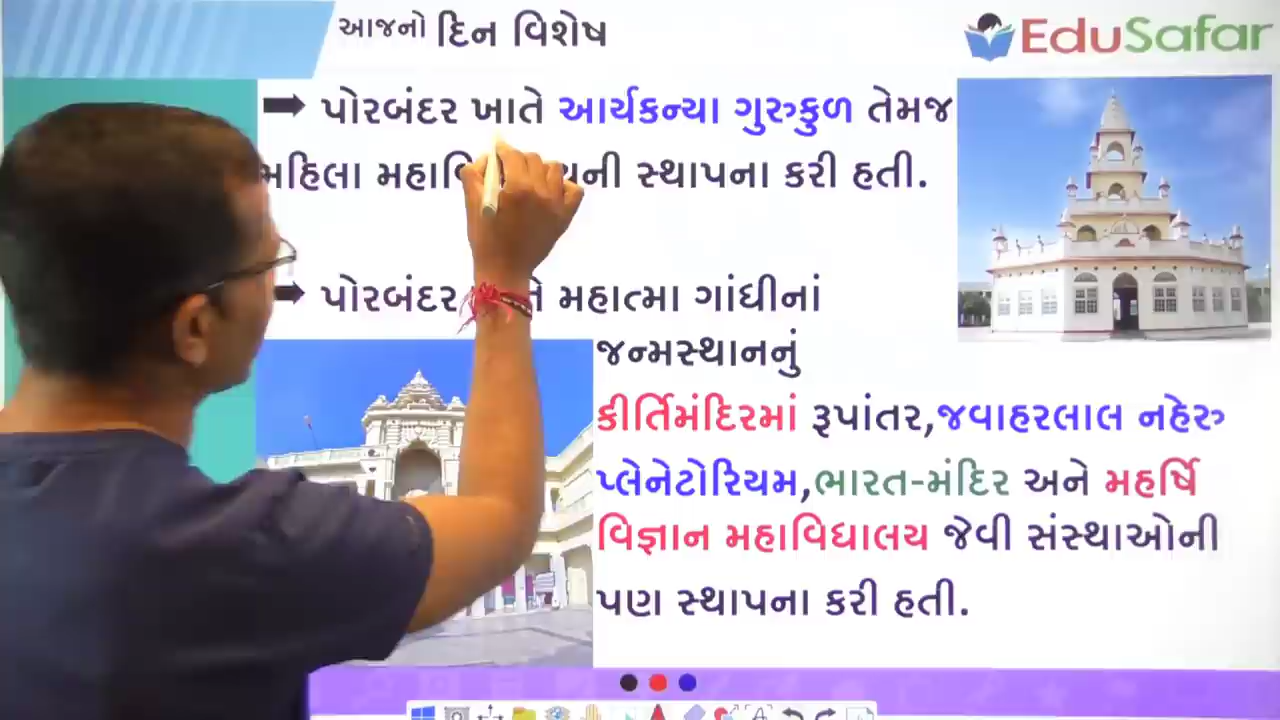 આજનો દિન વિશેષ
EduSafar
➡ પોરબંદર ખાતે આર્યકન્યા ગુરુકુળ તેમજ
મહિલા સ્થાપના કરી હતી.
➡ પોરબંદર મહાત્મા ગાંધીનાં
જન્મસ્થાનનું
કીર્તિમંદિરમાં રૂપાંતર,જવાહરલાલ નહેરુ
પ્લેનેટોરિયમ,ભારત-મંદિર અને મહર્ષિ
વિજ્ઞાન મહાવિદ્યાલય જેવી સંસ્થાઓની
પણ સ્થાપના કરી હતી.